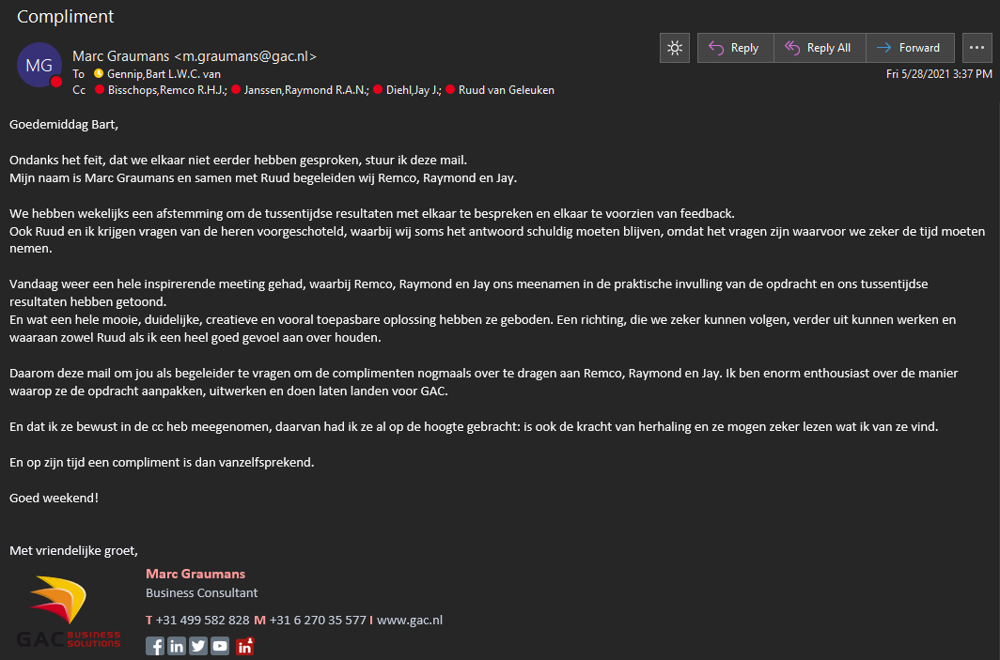 Compliment
MG
Marc Graumans <m.graumans@gac.nl>
Reply
Reply All
Forward
To Gennip,Bart L.W.C. van
Fri 5/28/2021 3:37 PM
Cc Bisschops,Remco R.H.J.; Janssen,Raymond R.A.N.; Diehl,Jay J.; Ruud van Geleuken
Goedemiddag Bart,
Ondanks het feit, dat we elkaar niet eerder hebben gesproken, stuur ik deze mail.
Mijn naam is Marc Graumans en samen met Ruud begeleiden wij Remco, Raymond en Jay.
We hebben wekelijks een afstemming om de tussentijdse resultaten met elkaar te bespreken en elkaar te voorzien van feedback.
Ook Ruud en ik krijgen vragen van de heren voorgeschoteld, waarbij wij soms het antwoord schuldig moeten blijven, omdat het vragen zijn waarvoor we zeker de tijd moeten
nemen.
Vandaag weer een hele inspirerende meeting gehad, waarbij Remco, Raymond en Jay ons meenamen in de praktische invulling van de opdracht en ons tussentijdse
resultaten hebben getoond.
En wat een hele mooie, duidelijke, creatieve en vooral toepasbare oplossing hebben ze geboden. Een richting, die we zeker kunnen volgen, verder uit kunnen werken en
waaraan zowel Ruud als ik een heel goed gevoel aan over houden.
Daarom deze mail om jou als begeleider te vragen om de complimenten nogmaals over te dragen aan Remco, Raymond en Jay. Ik ben enorm enthousiast over de manier
waarop ze de opdracht aanpakken, uitwerken en doen laten landen voor GAC.
En dat ik ze bewust in de cc heb meegenomen, daarvan had ik ze al op de hoogte gebracht: is ook de kracht van herhaling en ze mogen zeker lezen wat ik van ze vind.
En op zijn tijd een compliment is dan vanzelfsprekend.
Goed weekend!
Met vriendelijke groet,
Marc Graumans
Business Consultant
T +31 499 582 828 M +31 6 270 35 577 I www.gac.nl
GAC BUSINESS SOLUTIONS